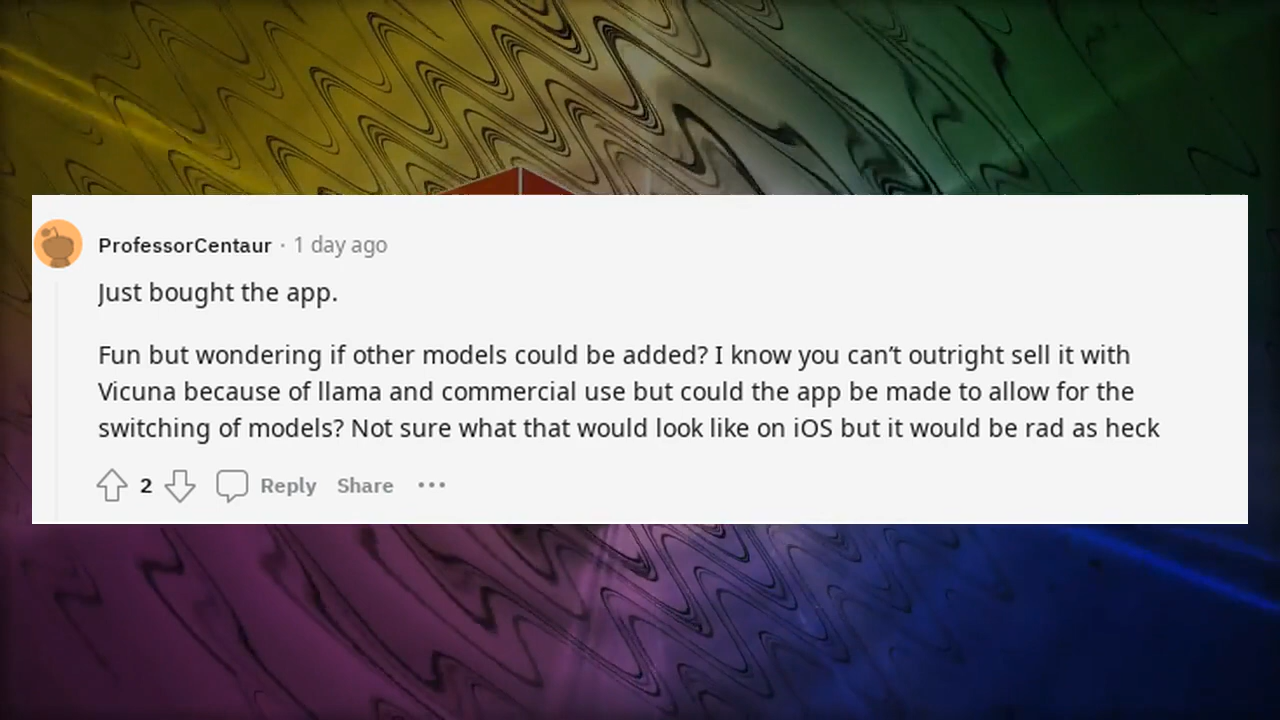 ProfessorCentaur · 1 day ago
Just bought the app.
Fun but wondering if other models could be added? I know you can’t outright sell it with
Vicuna because of llama and commercial use but could the app be made to allow for the
switching of models? Not sure what that would look like on iOS but it would be rad as heck
2 Reply Share ···